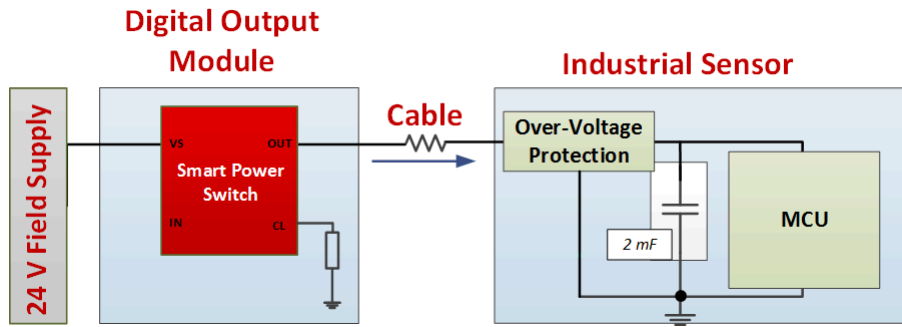 Digital Output
Module
Industrial Sensor
24 V Field Supply
VS
OUT
Smart Power
Switch
IN
CL
Cable
Over-Voltage
Protection
2 mF
MCU